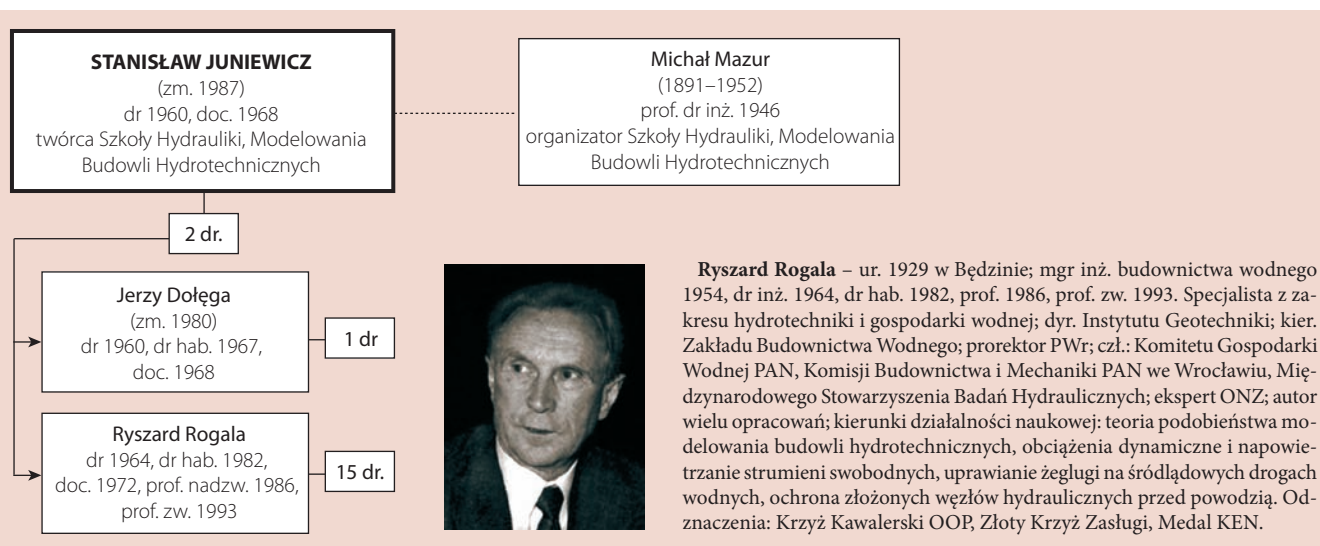 STANISŁAW JUNIEWICZ
(zm. 1987)
dr 1960, doc. 1968
twórca Szkoły Hydrauliki, Modelowania
Budowli Hydrotechnicznych
Michał Mazur
(1891–1952)
prof. dr inż. 1946
organizator Szkoły Hydrauliki, Modelowania
Budowli Hydrotechnicznych
2 dr.
Jerzy Dołęga
(zm. 1980)
dr 1960, dr hab. 1967,
doc. 1968
1 dr
Ryszard Rogala
dr 1964, dr hab. 1982,
doc. 1972, prof. nadzw. 1986,
prof. zw. 1993
15 dr.
Ryszard Rogala – ur. 1929 w Będzinie; mgr inż. budownictwa wodnego
1954, dr inż. 1964, dr hab. 1982, prof. 1986, prof. zw. 1993. Specjalista z za-
kresu hydrotechniki i gospodarki wodnej; dyr. Instytutu Geotechniki; kier.
Zakładu Budownictwa Wodnego; prorektor PWr; czł.: Komitetu Gospodarki
Wodnej PAN, Komisji Budownictwa i Mechaniki PAN we Wrocławiu, Mię-
dzynarodowego Stowarzyszenia Badań Hydraulicznych; ekspert ONZ; autor
wielu opracowań; kierunki działalności naukowej: teoria podobieństwa mo-
delowania budowli hydrotechnicznych, obciążenia dynamiczne i napowie-
trzanie strumieni swobodnych, uprawianie żeglugi na śródlądowych drogach
wodnych, ochrona złożonych węzłów hydraulicznych przed powodzią. Od-
znaczenia: Krzyż Kawalerski OOP, Złoty Krzyż Zasługi, Medal KEN.